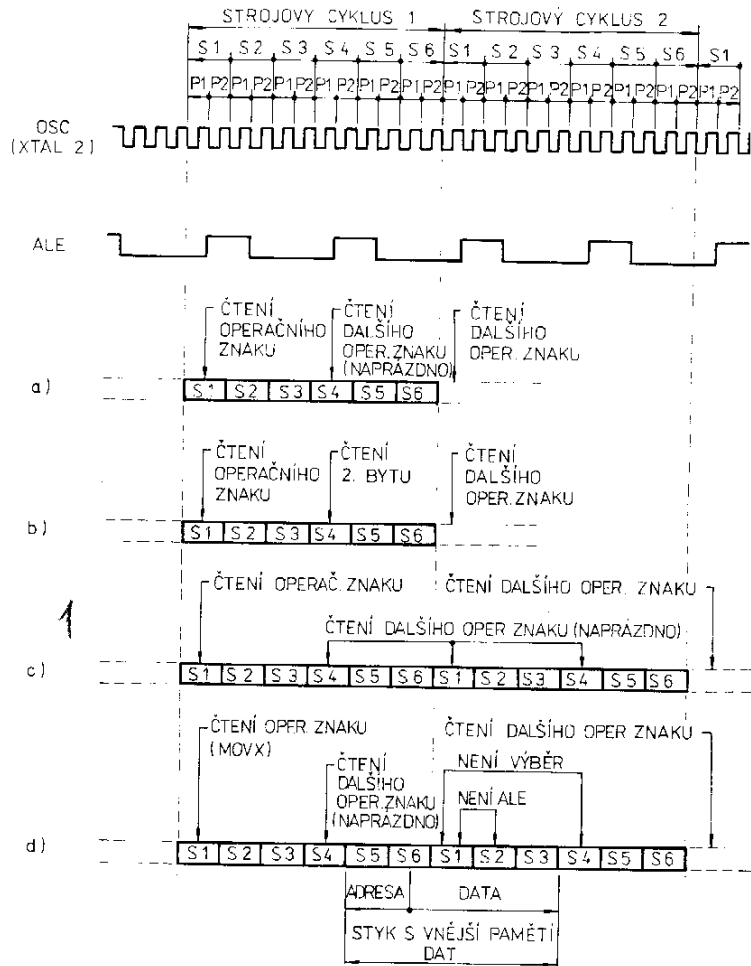 STROJOVÝ CYKLUS 1 STROJOVÝ CYKLUS 2
S1 S2 S3 S4 S5 S6 S1 S2 S3 S4 S5 S6 S1
P1 P2 P1 P2 P1 P2 P1 P2 P1 P2 P1 P2 P1 P2 P1 P2 P1 P2 P1 P2 P1 P2 P1 P2 P1 P2
OSC
(XTAL 2)
ALE
ČTENÍ
OPERAČNÍHO
ZNAKU
ČTENÍ
DALŠÍHO
OPER. ZNAKU
(NAPRÁZDNO)
ČTENÍ
DALŠÍHO
OPER. ZNAKU
a)
S1 S2 S3 S4 S5 S6
ČTENÍ
OPERAČNÍHO
ZNAKU
ČTENÍ
2. BYTU
ČTENÍ
DALŠÍHO
OPER. ZNAKU
b)
S1 S2 S3 S4 S5 S6
ČTENÍ OPERAČ. ZNAKU
ČTENÍ DALŠÍHO OPER. ZNAKU
ČTENÍ DALŠÍHO OPER ZNAKU (NAPRÁZDNO)
c)
S1 S2 S3 S4 S5 S6 S1 S2 S3 S4 S5 S6
ČTENÍ OPER. ZNAKU
(MOVX)
ČTENÍ DALŠÍHO OPER ZNAKU
ČTENÍ
DALŠÍHO
OPER. ZNAKU
(NAPRÁZDNO)
NENÍ VÝBĚR
NENÍ ALE
d)
S1 S2 S3 S4 S5 S6 S1 S2 S3 S4 S5 S6
ADRESA DATA
STYK S VNĚJŠÍ PAMĚTÍ
DAT